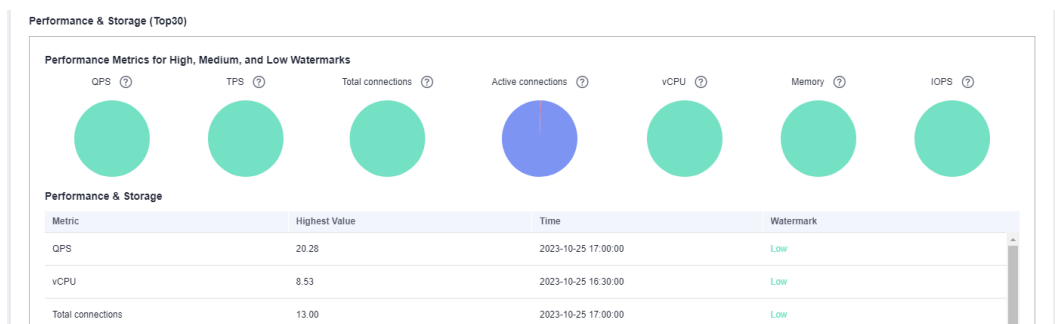 Performance & Storage (Top30)
Performance Metrics for High, Medium, and Low Watermarks
QPS ? TPS ? Total connections ? Active connections ? vCPU ? Memory ? IOPS ?
Performance & Storage
Metric Highest Value Time Watermark
QPS 20.28 2023-10-25 17:00:00 Low
vCPU 8.53 2023-10-25 16:30:00 Low
Total connections 13.00 2023-10-25 17:00:00 Low